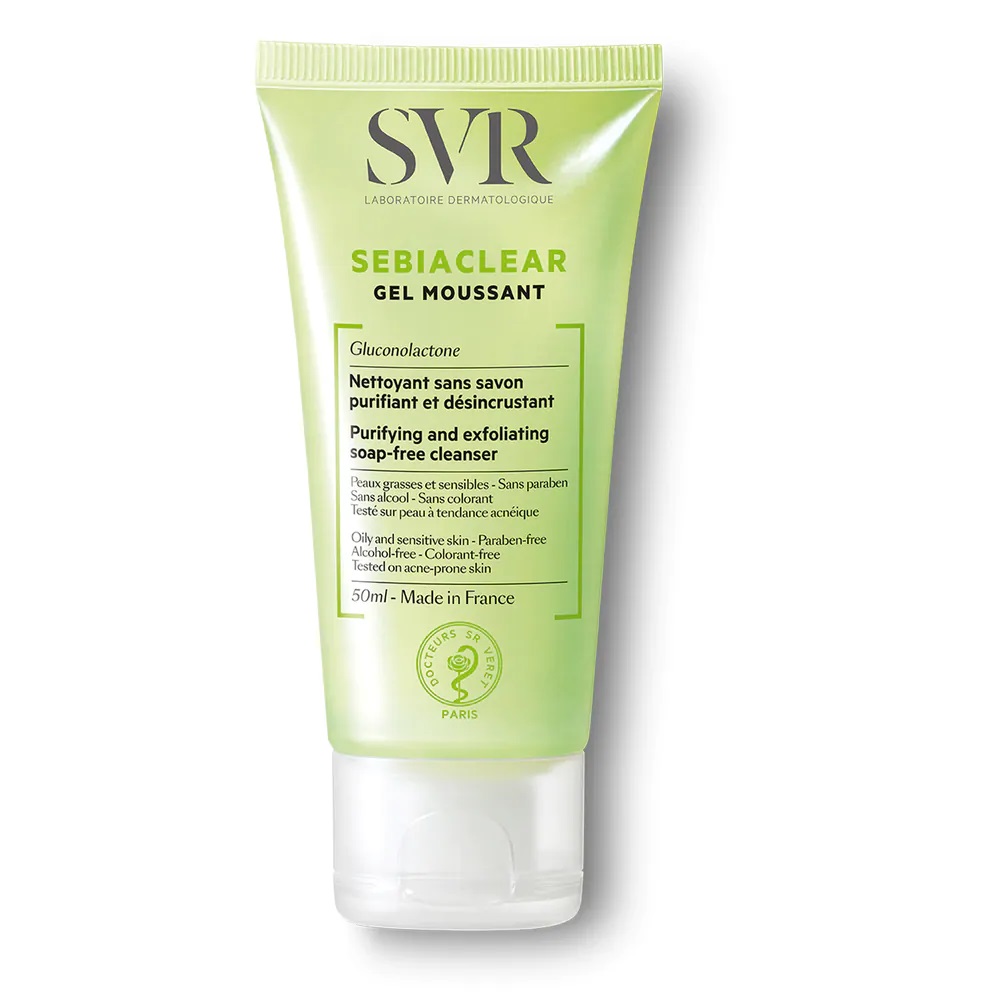 SVR
LABORATOIRE DERMATOLOGIQUE
SEBIACLEAR
GEL MOUSSANT
Gluconolactone
Nettoyant sans savon
purifiant et désincrustant
Purifying and exfoliating
soap-free cleanser
Peaux grasses et sensibles - Sans paraben
Sans alcool - Sans colorant
Testé sur peau à tendance acnéique
Oily and sensitive skin - Paraben-free
Alcohol-free - Colorant-free
Tested on acne-prone skin
50ml - Made in France
DOCTEURS SR VERET
PARIS